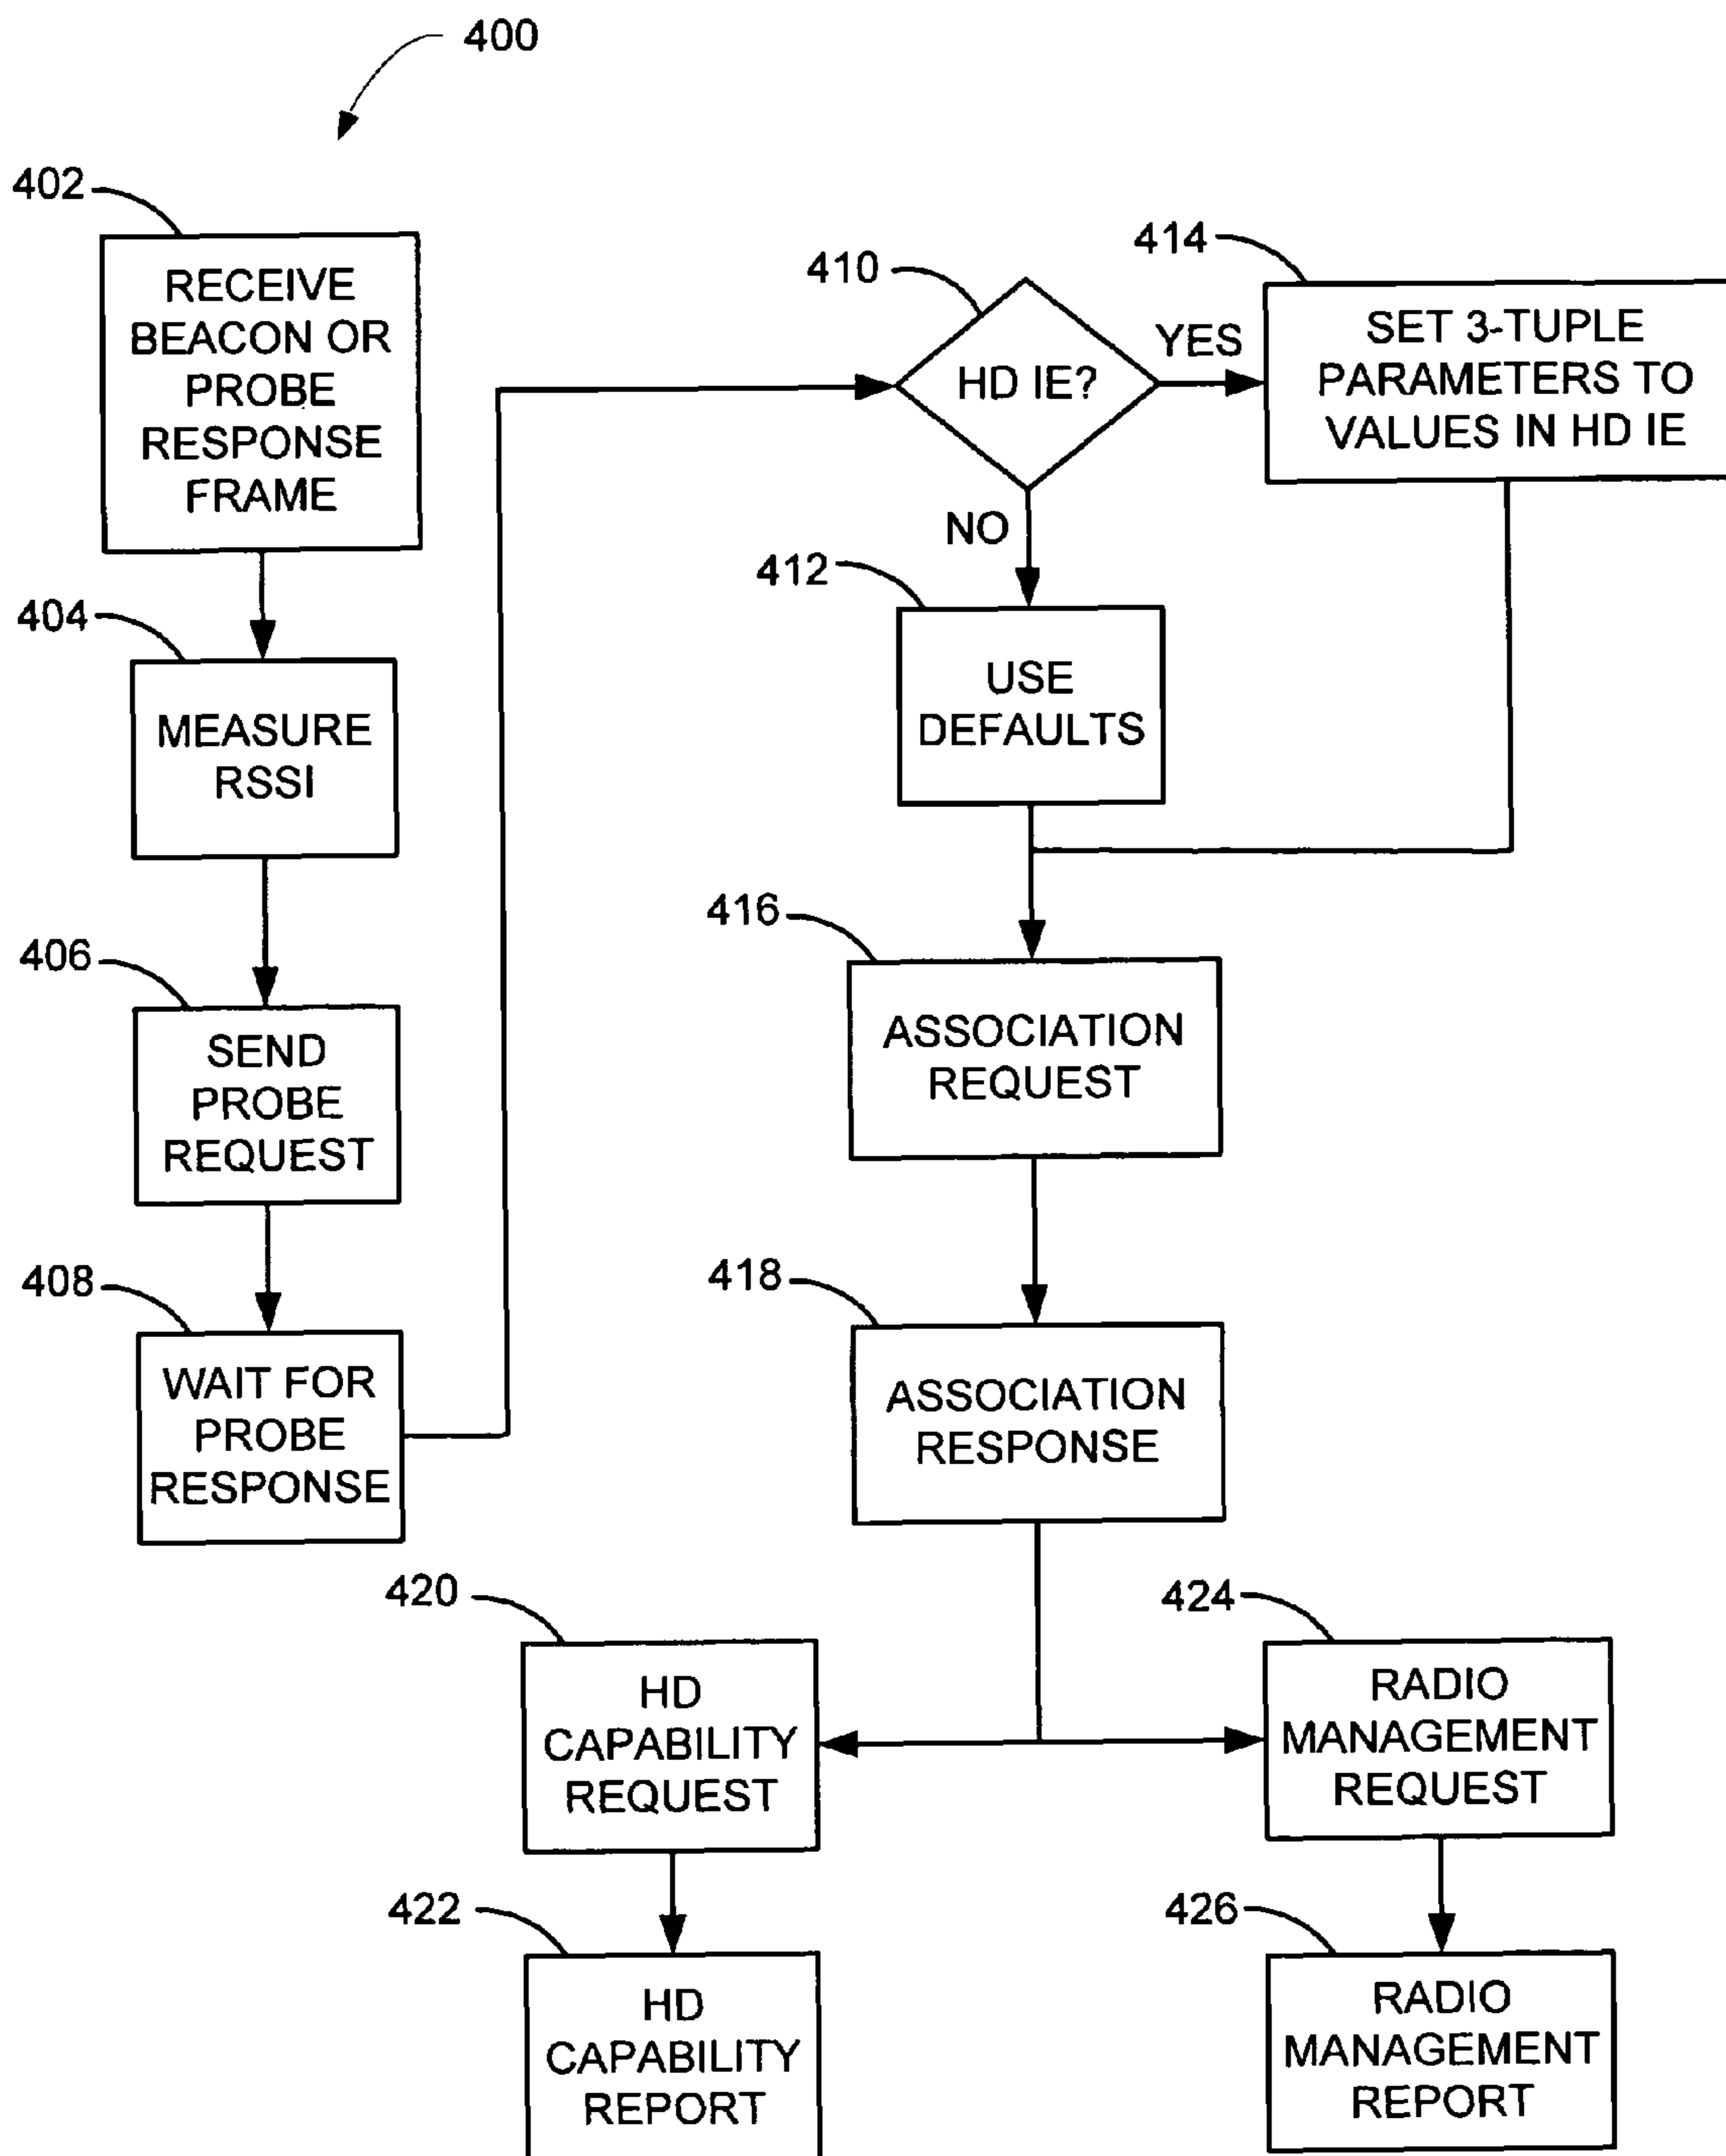 400
402
RECEIVE
BEACON OR
PROBE
RESPONSE
FRAME
404
MEASURE
RSSI
406
SEND
PROBE
REQUEST
408
WAIT FOR
PROBE
RESPONSE
410
HD IE?
YES
NO
414
SET 3-TUPLE
PARAMETERS TO
VALUES IN HD IE
412
USE
DEFAULTS
416
ASSOCIATION
REQUEST
418
ASSOCIATION
RESPONSE
420
HD
CAPABILITY
REQUEST
422
HD
CAPABILITY
REPORT
424
RADIO
MANAGEMENT
REQUEST
426
RADIO
MANAGEMENT
REPORT